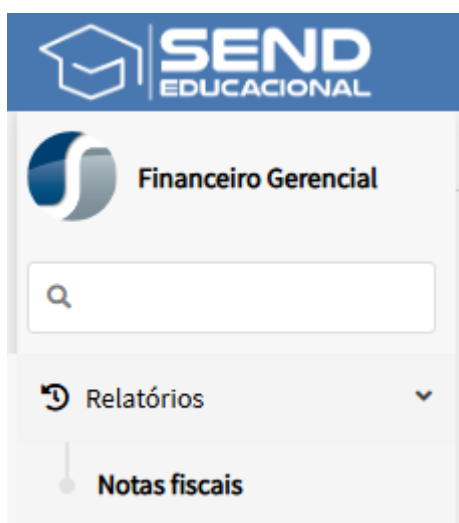 SEND
EDUCACIONAL
Financeiro Gerencial
Relatórios
Notas fiscais